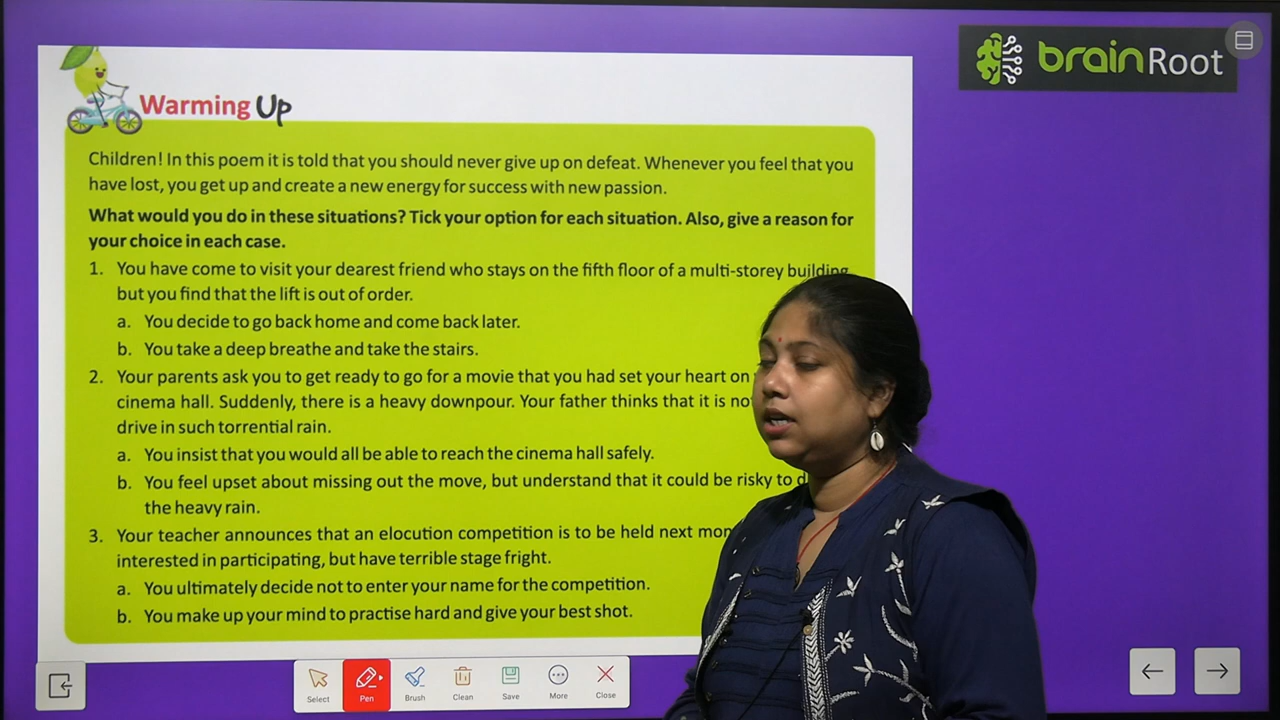 brainRoot
Warming Up
Children! In this poem it is told that you should never give up on defeat. Whenever you feel that you
have lost, you get up and create a new energy for success with new passion.
What would you do in these situations? Tick your option for each situation. Also, give a reason for
your choice in each case.
1. You have come to visit your dearest friend who stays on the fifth floor of a multi-storey building
but you find that the lift is out of order.
a. You decide to go back home and come back later.
b. You take a deep breathe and take the stairs.
2. Your parents ask you to get ready to go for a movie that you had set your heart on
cinema hall. Suddenly, there is a heavy downpour. Your father thinks that it is
drive in such torrential rain.
a. You insist that you would all be able to reach the cinema hall safely.
b. You feel upset about missing out the move, but understand that it could be risky to
the heavy rain.
3. Your teacher announces that an elocution competition is to be held next
interested in participating, but have terrible stage fright.
a. You ultimately decide not to enter your name for the competition.
b. You make up your mind to practise hard and give your best shot.
Select Pen Brush Clean Save More Close